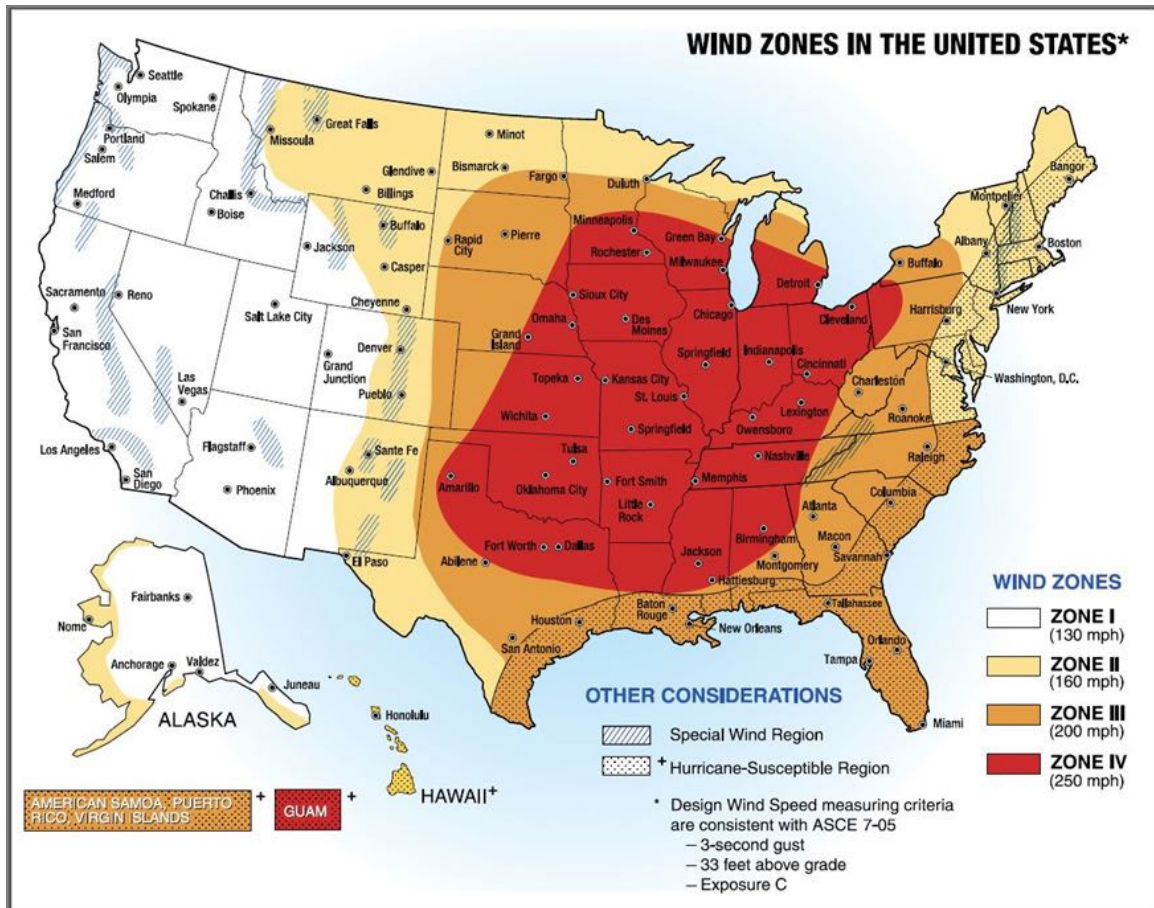 WIND ZONES IN THE UNITED STATES*
Seattle
Olympia
Spokane
Portland
Salem
Medford
Missoula
Great Falls
Glendive
Billings
Challis
Boise
Jackson
Buffalo
Casper
Cheyenne
Minot
Bismarck
Fargo
Rapid City
Pierre
Duluth
Minneapolis
Rochester
Green Bay
Milwaukee
Detroit
Cleveland
Buffalo
Harrisburg
Albany
Montpelier
Bangor
Boston
New York
Washington, D.C.
Sacramento
San Francisco
Reno
Las Vegas
Los Angeles
San Diego
Salt Lake City
Grand Junction
Denver
Pueblo
Flagstaff
Phoenix
Sante Fe
Albuquerque
El Paso
Sioux City
Omaha
Grand Island
Des Moines
Chicago
Topeka
Kansas City
Springfield
Indianapolis
Cincinnati
St. Louis
Wichita
Springfield
Owensboro
Lexington
Charleston
Roanoke
Raleigh
Tulsa
Oklahoma City
Amarillo
Fort Smith
Little Rock
Memphis
Nashville
Atlanta
Columbia
Macon
Savannah
Birmingham
Montgomery
Jackson
Hattiesburg
Fort Worth
Dallas
Abilene
Houston
San Antonio
Baton Rouge
New Orleans
Tallahassee
Orlando
Tampa
Miami
Fairbanks
Nome
Anchorage
Valdez
Juneau
ALASKA
Honolulu
HAWAII+
AMERICAN SAMOA, PUERTO
RICO, VIRGIN ISLANDS
+
GUAM
+
WIND ZONES
ZONE I
(130 mph)
ZONE II
(160 mph)
ZONE III
(200 mph)
ZONE IV
(250 mph)
OTHER CONSIDERATIONS
Special Wind Region
+ Hurricane-Susceptible Region
* Design Wind Speed measuring criteria
are consistent with ASCE 7-05
– 3-second gust
– 33 feet above grade
– Exposure C